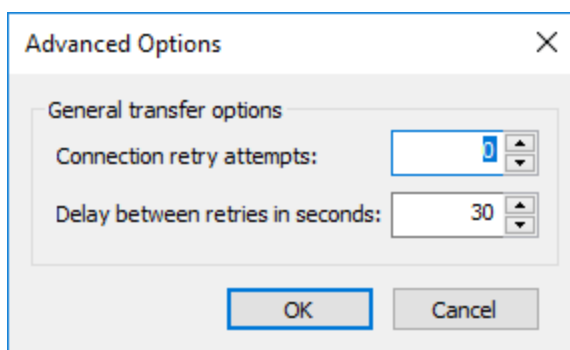 Advanced Options
General transfer options
Connection retry attempts: 0
Delay between retries in seconds: 30
OK Cancel